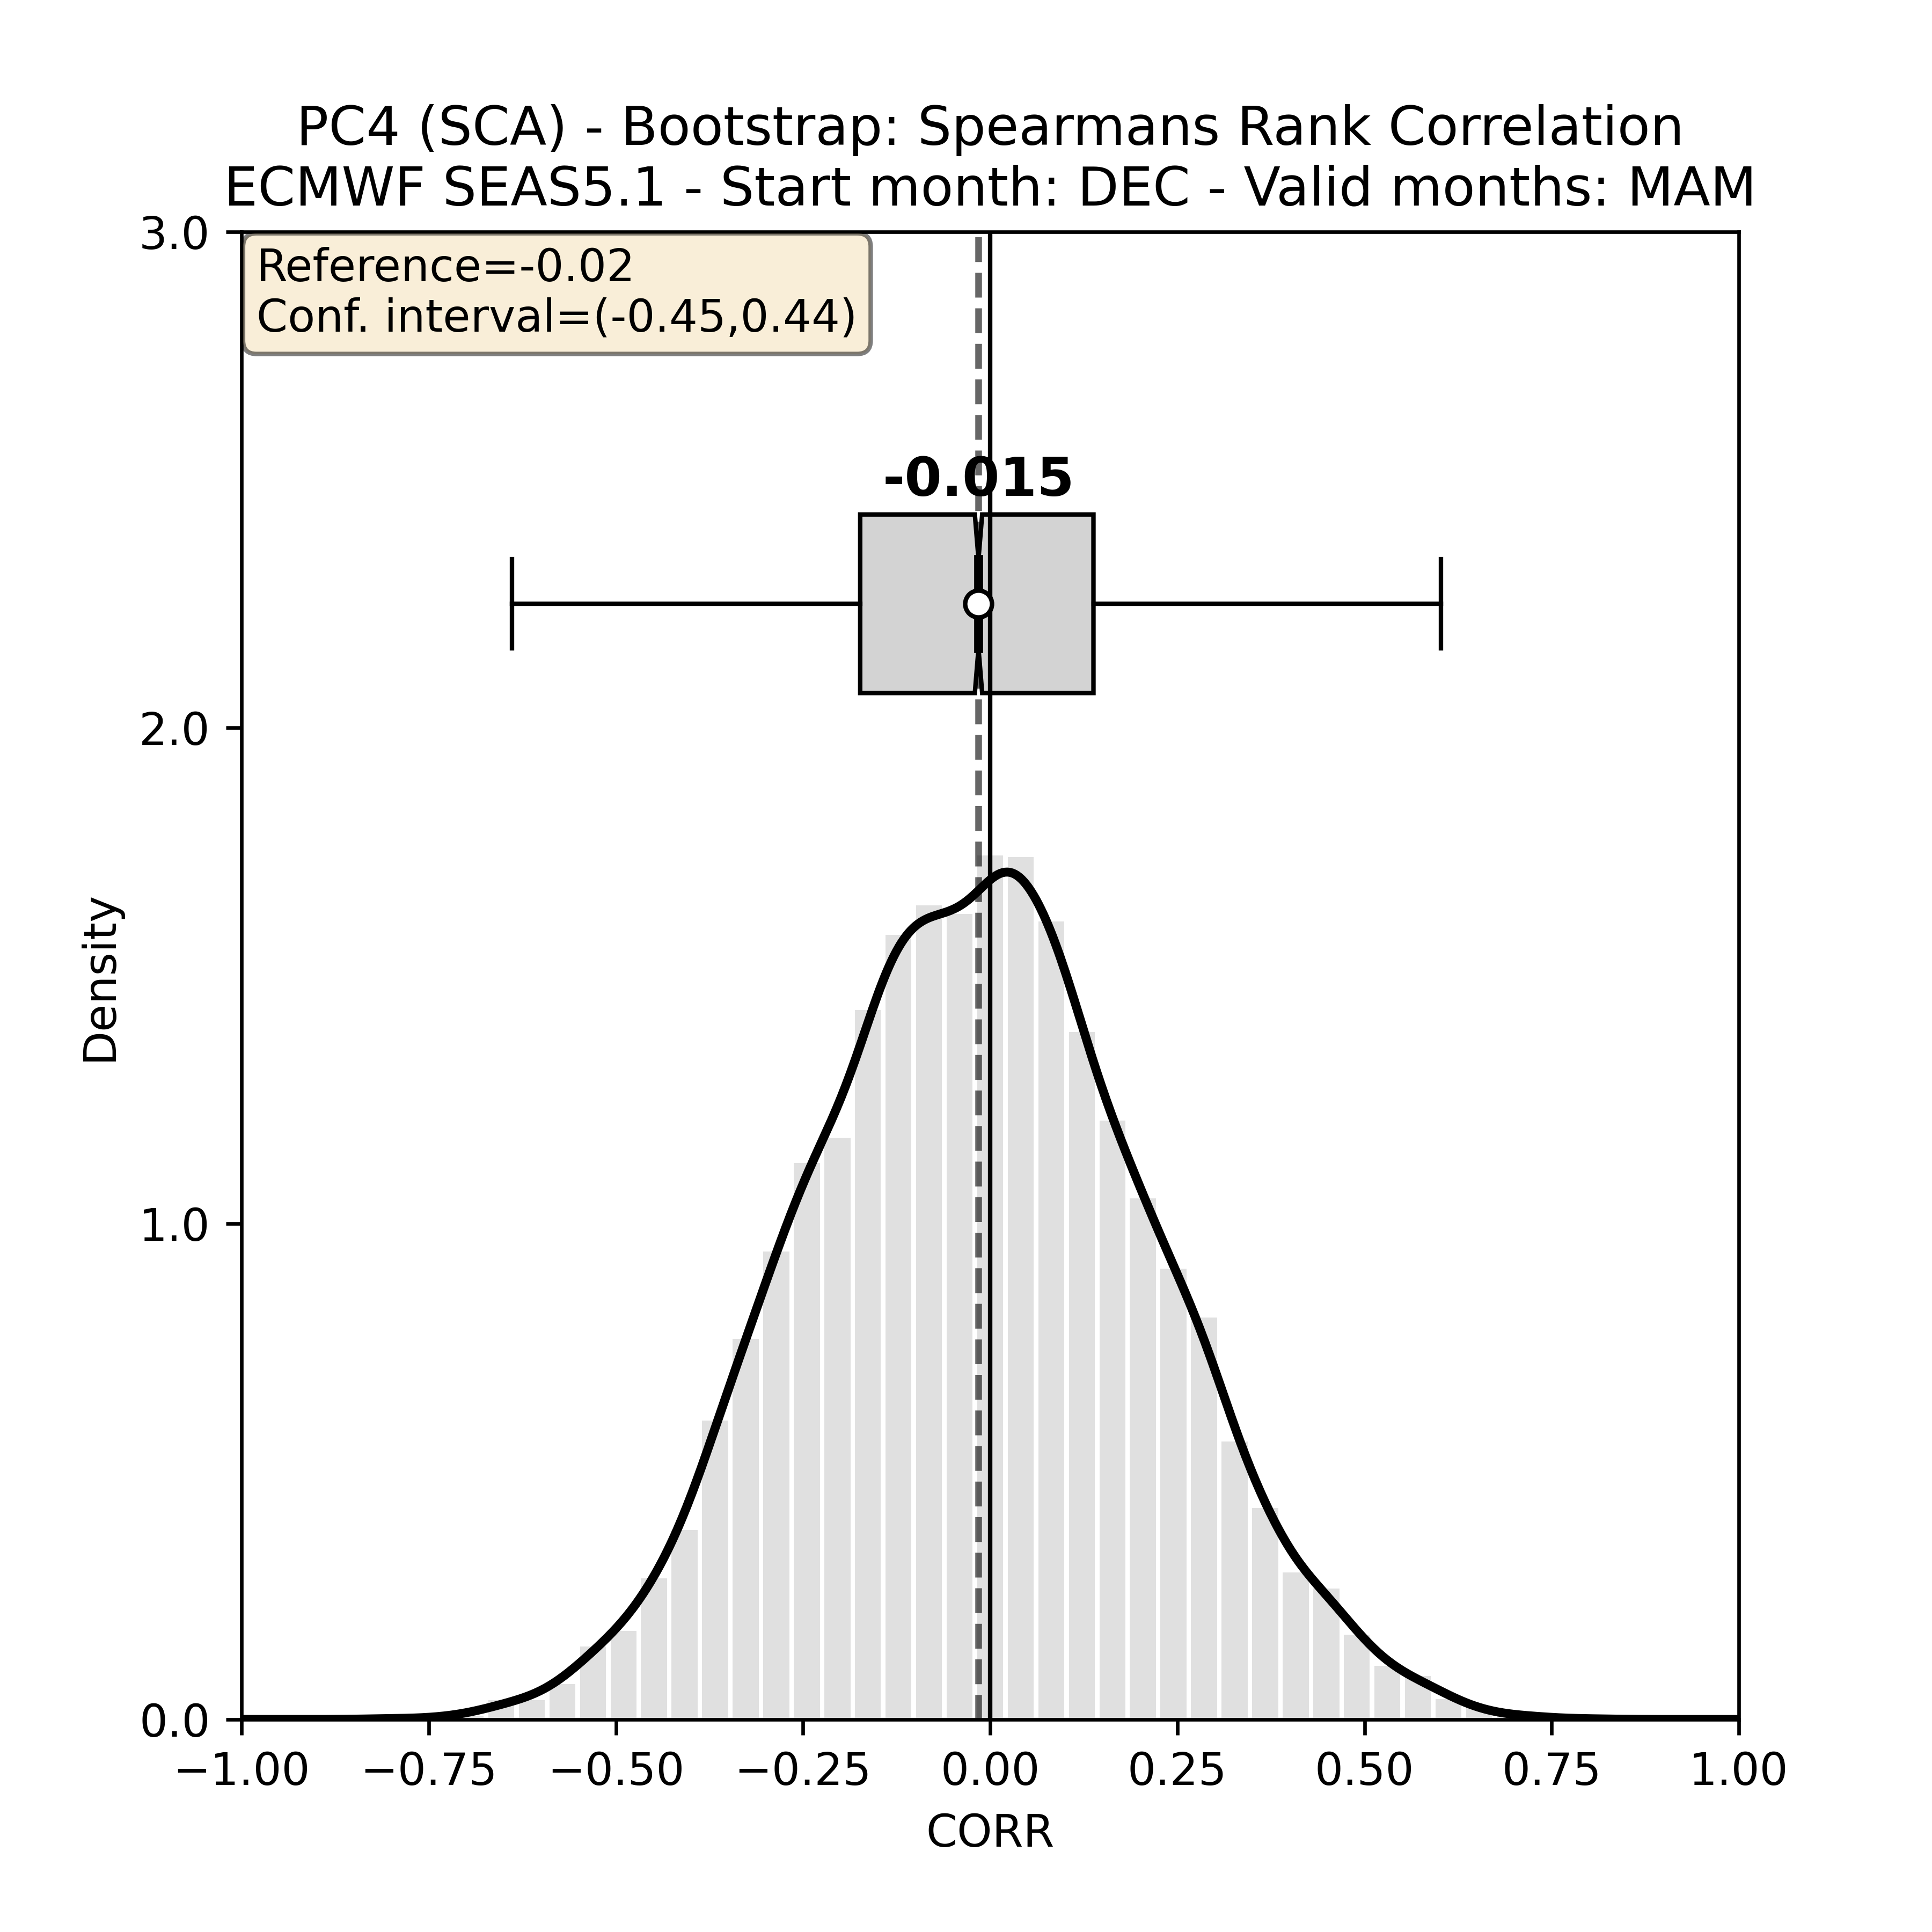 PC4 (SCA) - Bootstrap: Spearmans Rank Correlation
ECMWF SEAS5.1 - Start month: DEC - Valid months: MAM
3.0
Reference=-0.02
Conf. interval=(-0.45,0.44)
-0.015
2.0
Density
1.0
0.0
−1.00 −0.75 −0.50 −0.25 0.00 0.25 0.50 0.75 1.00
CORR